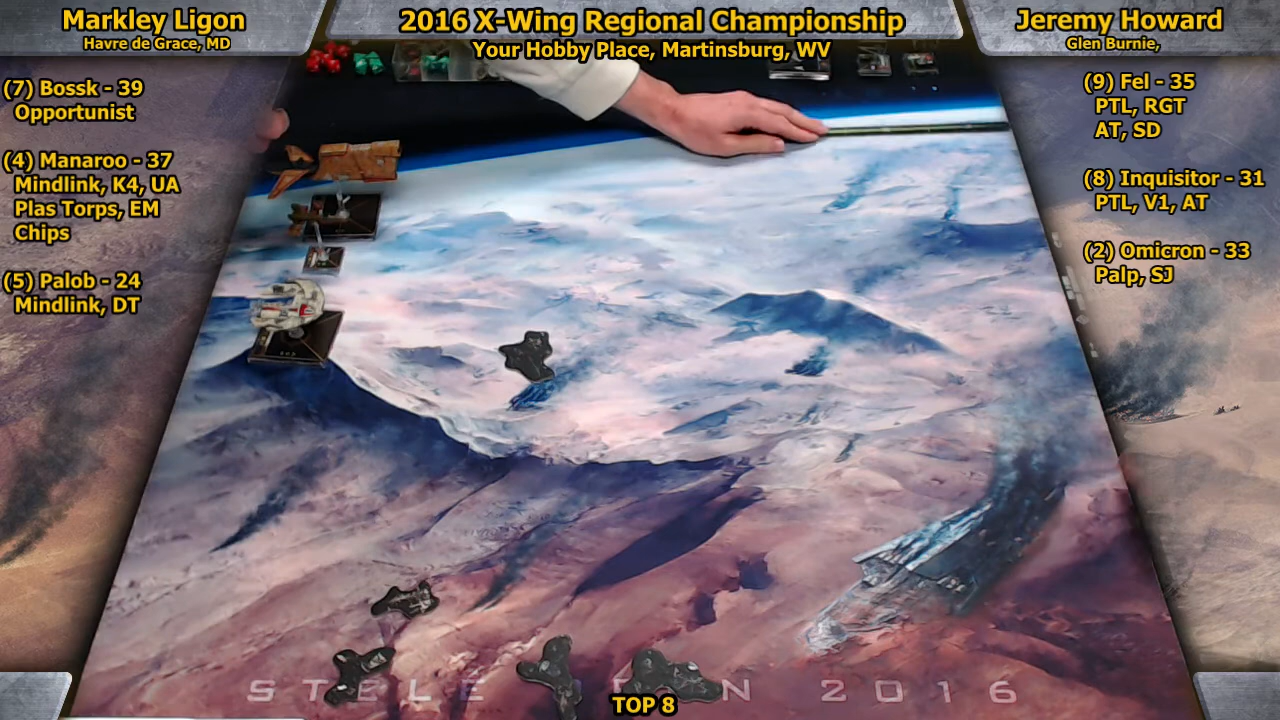 Markley Ligon
Havre de Grace, MD
2016 X-Wing Regional Championship
Your Hobby Place, Martinsburg, WV
Jeremy Howard
Glen Burnie,
(7) Bossk - 39
Opportunist
(4) Manaroo - 37
Mindlink, K4, UA
Plas Torps, EM
Chips
(5) Palob - 24
Mindlink, DT
(9) Fel - 35
PTL, RGT
AT, SD
(8) Inquisitor - 31
PTL, V1, AT
(2) Omicron - 33
Palp, SJ
2016
TOP 8